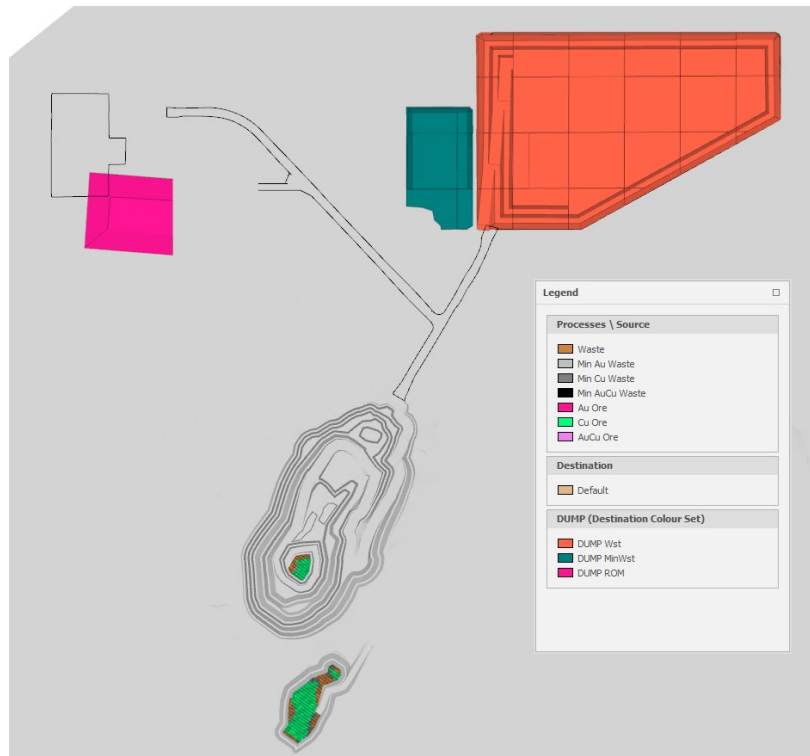 Legend
Processes \ Source
Waste
Min Au Waste
Min Cu Waste
Min AuCu Waste
Au Ore
Cu Ore
AuCu Ore
Destination
Default
DUMP (Destination Colour Set)
DUMP Wst
DUMP MinWst
DUMP ROM